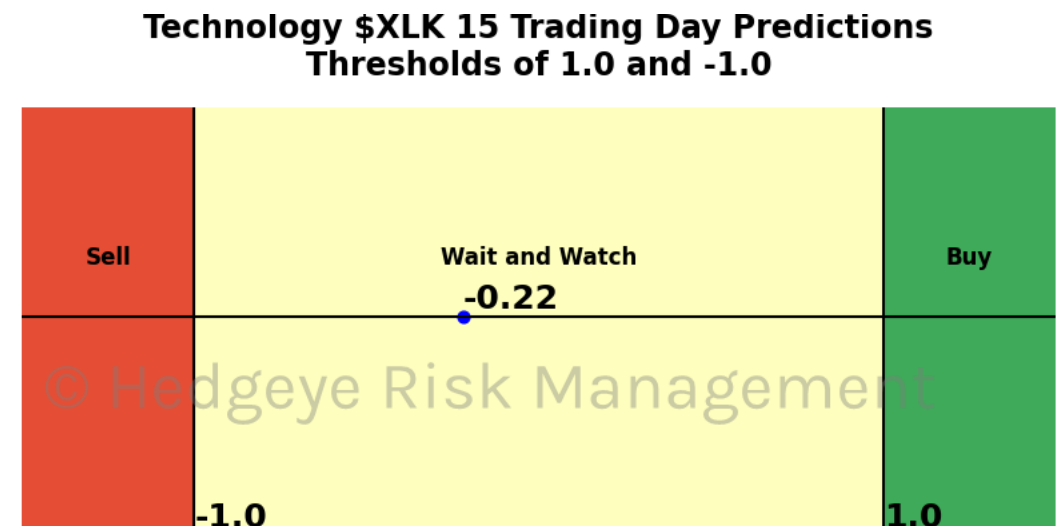 Technology $XLK 15 Trading Day Predictions
Thresholds of 1.0 and -1.0
Sell
Wait and Watch
Buy
-0.22
© Hedgeye Risk Management
-1.0
1.0